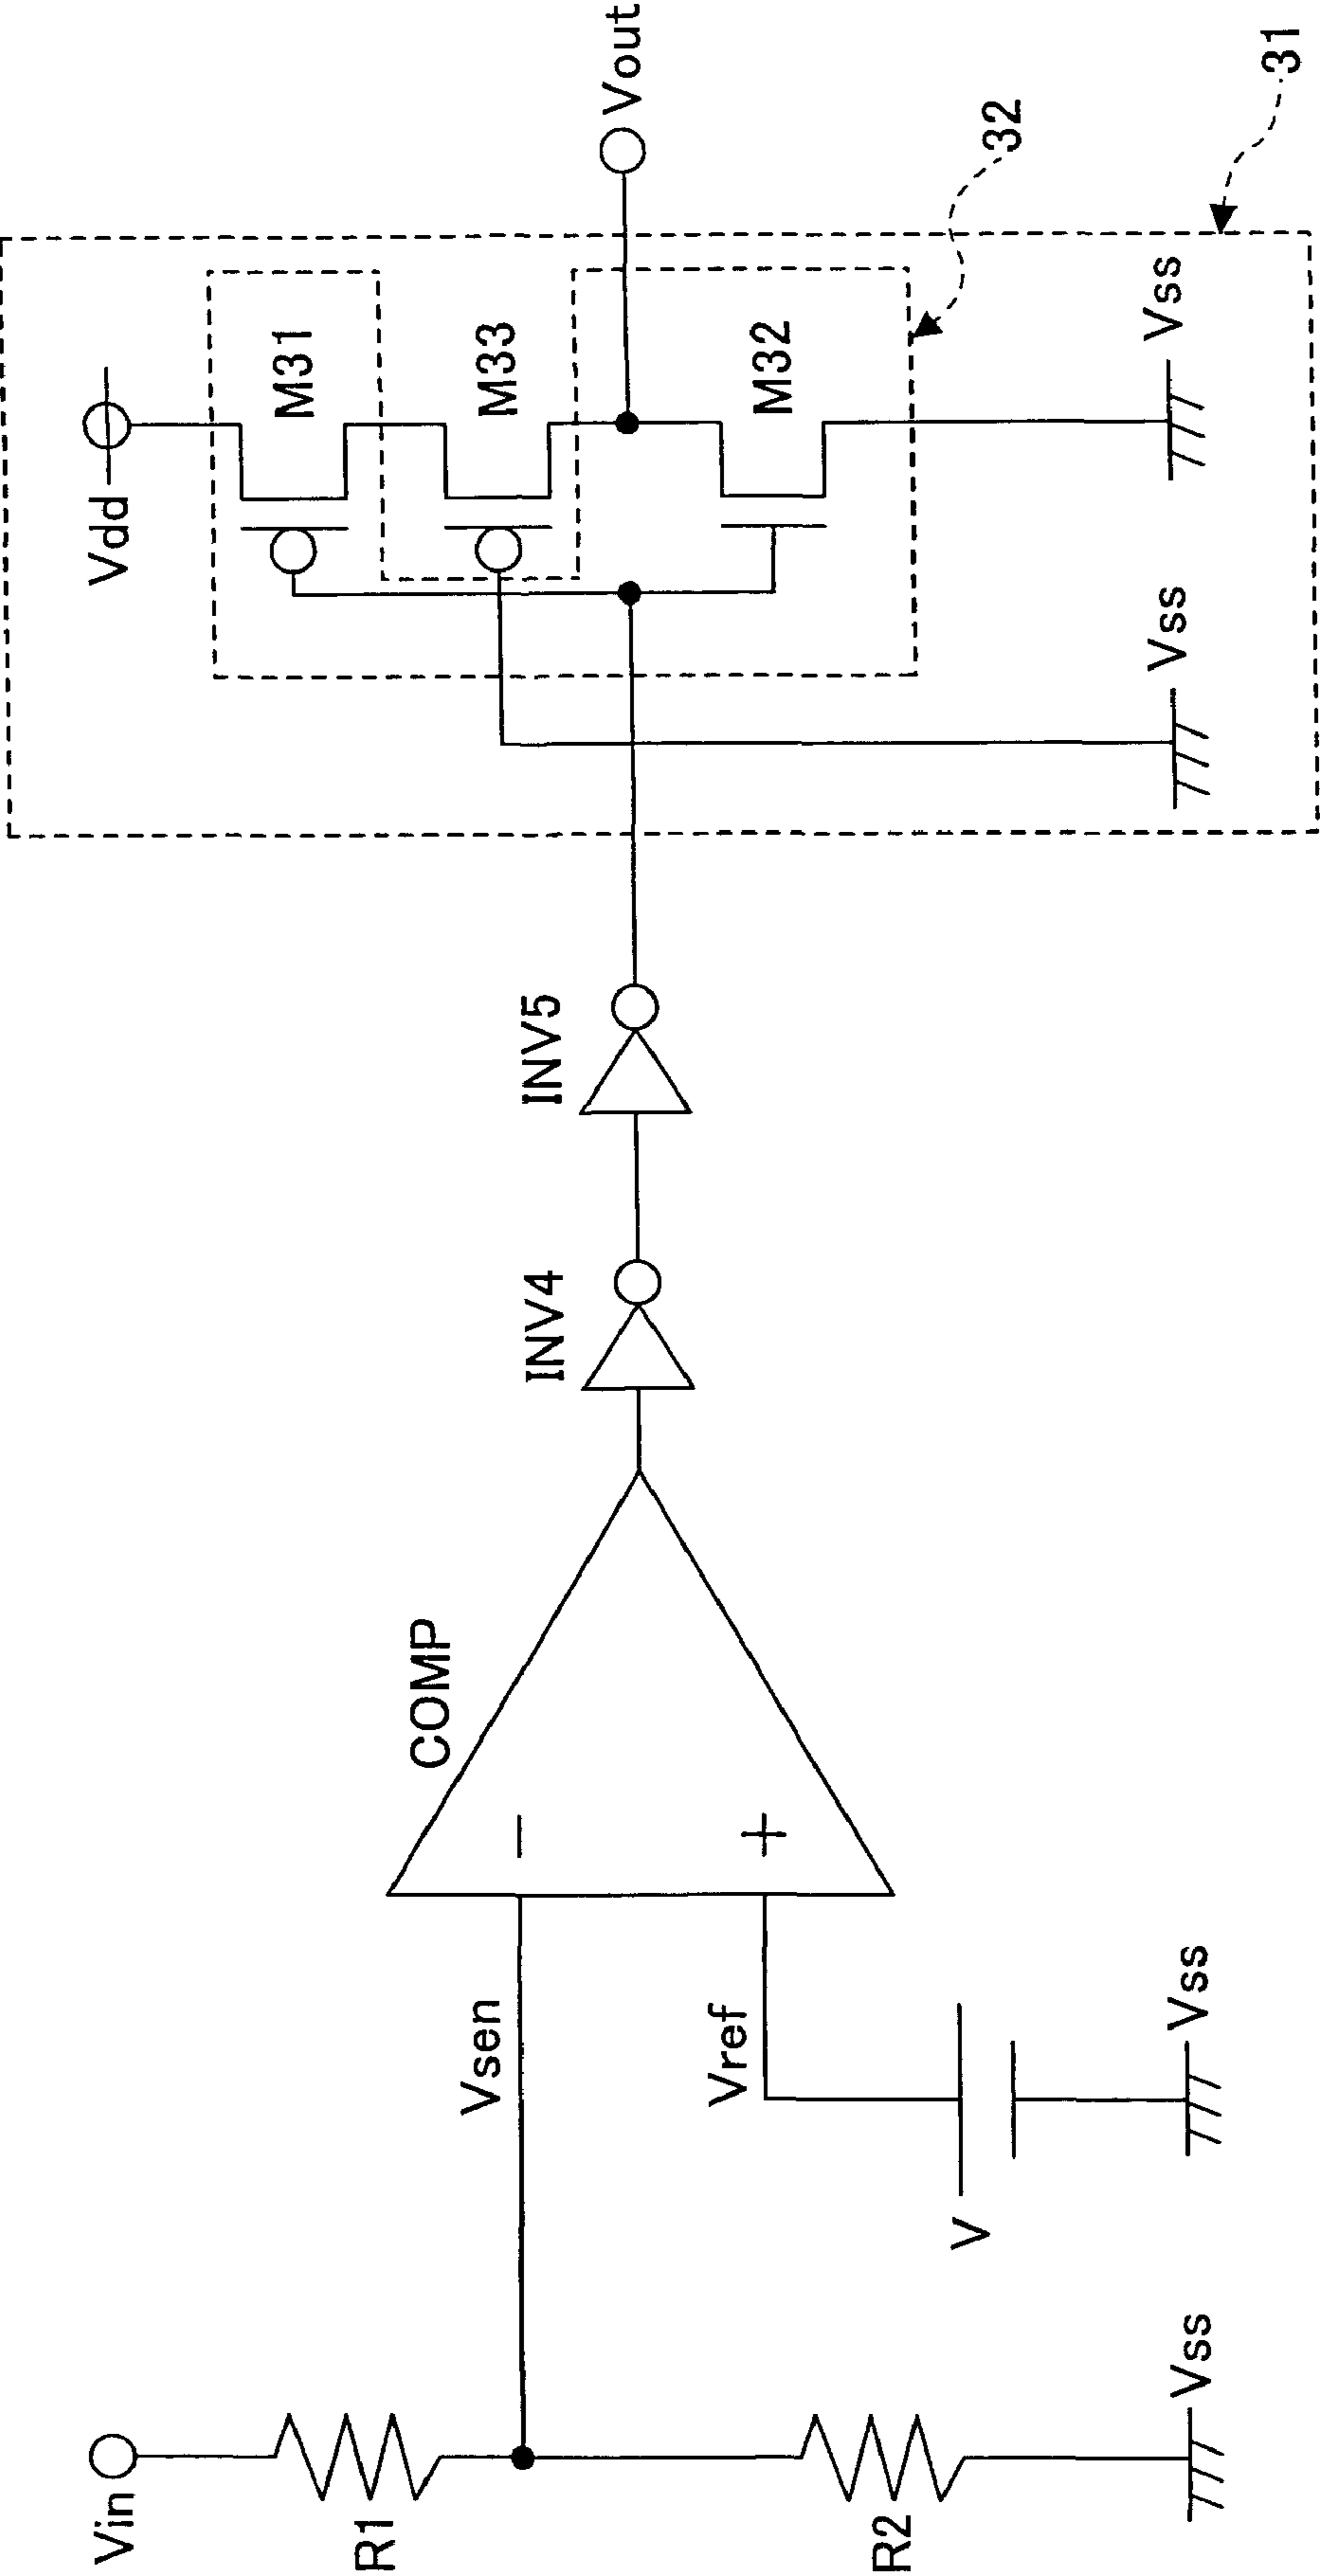 Vin
R1
R2
Vss
Vsen
Vref
V
Vss
COMP
INV4
INV5
Vdd
M31
M33
M32
Vss
Vss
Vout
32
31